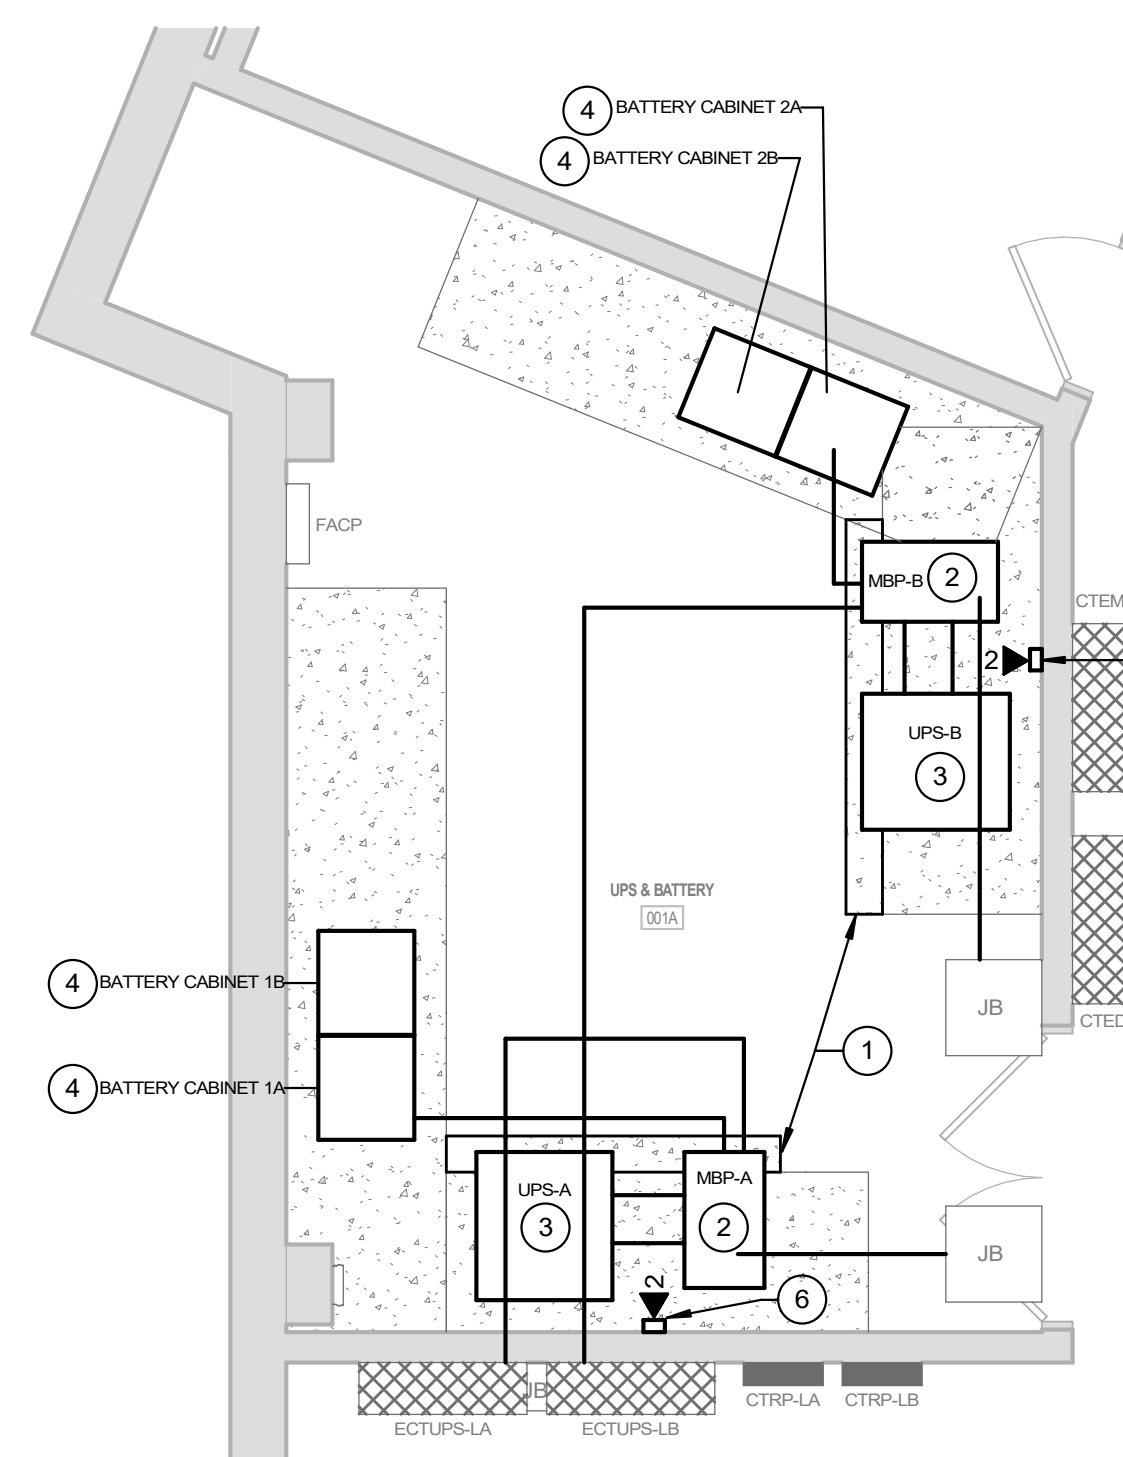 4 BATTERY CABINET 2A
4 BATTERY CABINET 2B
FACP
MBP-B 2
CTEM
2
UPS-B
3
UPS & BATTERY
001A
4 BATTERY CABINET 1B
JB
CTED
1
4 BATTERY CABINET 1A
MBP-A
UPS-A
3
2
JB
2
6
JB
CTRP-LA
CTRP-LB
ECTUPS-LA
ECTUPS-LB